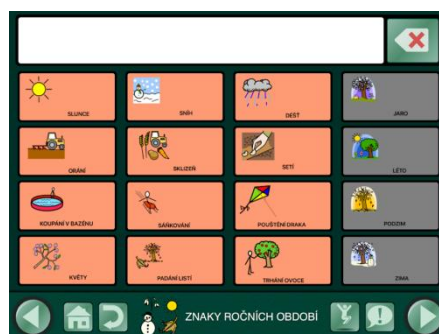 SLUNCE SNÍH DÉŠŤ JARO
ORÁNÍ SKLIZEŇ SETÍ LÉTO
KOUPÁNÍ V BAZÉNU SÁŇKOVÁNÍ POUŠTĚNÍ DRAKA PODZIM
KVĚTY PADÁNÍ LISTÍ TRHÁNÍ OVOCE ZIMA
ZNAKY ROČNÍCH OBDOBÍ